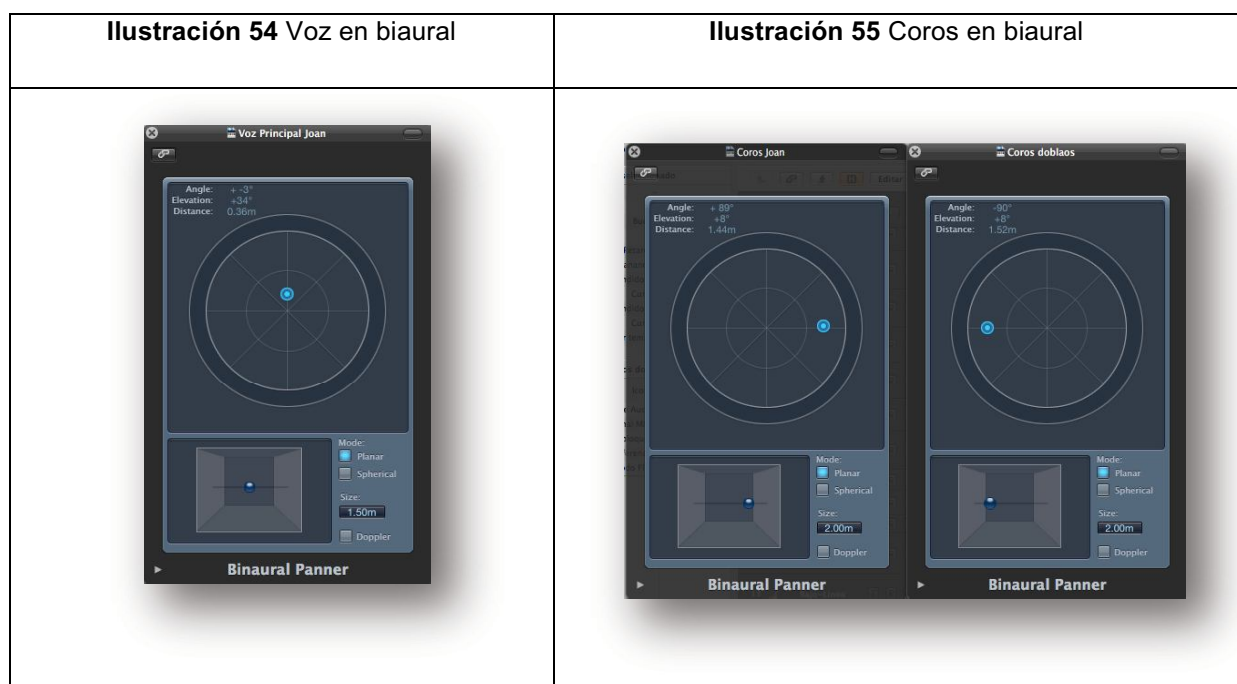 Ilustración 54 Voz en biaural
Ilustración 55 Coros en biaural
Voz Principal Joan
Angle: + -3°
Elevation: +34°
Distance: 0.36m
Mode:
Planar
Spherical
Size:
1.50m
Doppler
Binaural Panner
Coros Joan
Editar
Angle: + 89°
Elevation: +8°
Distance: 1.44m
Mode:
Planar
Spherical
Size:
2.00m
Doppler
Binaural Panner
Coros doblaos
Angle: -90°
Elevation: +8°
Distance: 1.52m
Mode:
Planar
Spherical
Size:
2.00m
Doppler
Binaural Panner